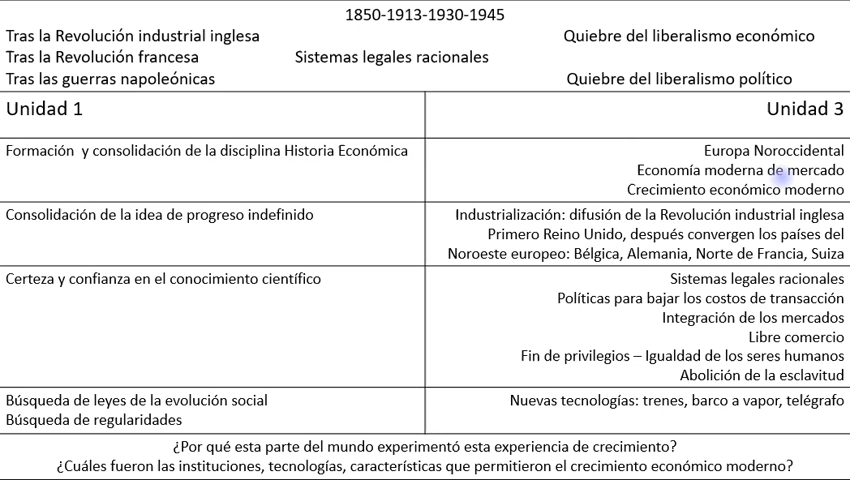 1850-1913-1930-1945
Tras la Revolución industrial inglesa Quiebre del liberalismo económico
Tras la Revolución francesa Sistemas legales racionales
Tras las guerras napoleónicas Quiebre del liberalismo político
Unidad 1 Unidad 3
Formación y consolidación de la disciplina Historia Económica
Europa Noroccidental
Economía moderna de mercado
Crecimiento económico moderno
Consolidación de la idea de progreso indefinido
Industrialización: difusión de la Revolución industrial inglesa
Primero Reino Unido, después convergen los países del
Noroeste europeo: Bélgica, Alemania, Norte de Francia, Suiza
Certeza y confianza en el conocimiento científico
Sistemas legales racionales
Políticas para bajar los costos de transacción
Integración de los mercados
Libre comercio
Fin de privilegios – Igualdad de los seres humanos
Abolición de la esclavitud
Búsqueda de leyes de la evolución social
Búsqueda de regularidades
Nuevas tecnologías: trenes, barco a vapor, telégrafo
¿Por qué esta parte del mundo experimentó esta experiencia de crecimiento?
¿Cuáles fueron las instituciones, tecnologías, características que permitieron el crecimiento económico moderno?